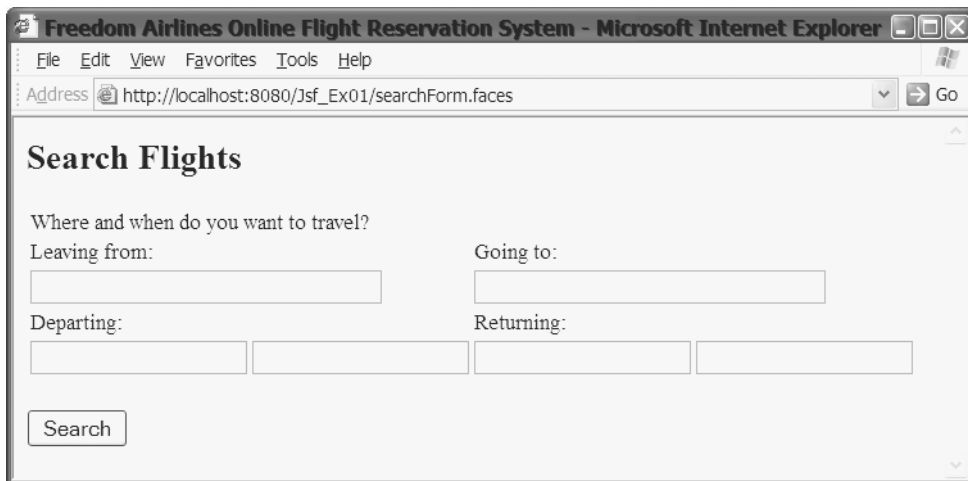 Freedom Airlines Online Flight Reservation System - Microsoft Internet Explorer
File Edit View Favorites Tools Help
Address http://localhost:8080/Jsf_Ex01/searchForm.faces Go
Search Flights
Where and when do you want to travel?
Leaving from: Going to:
Departing: Returning:
Search